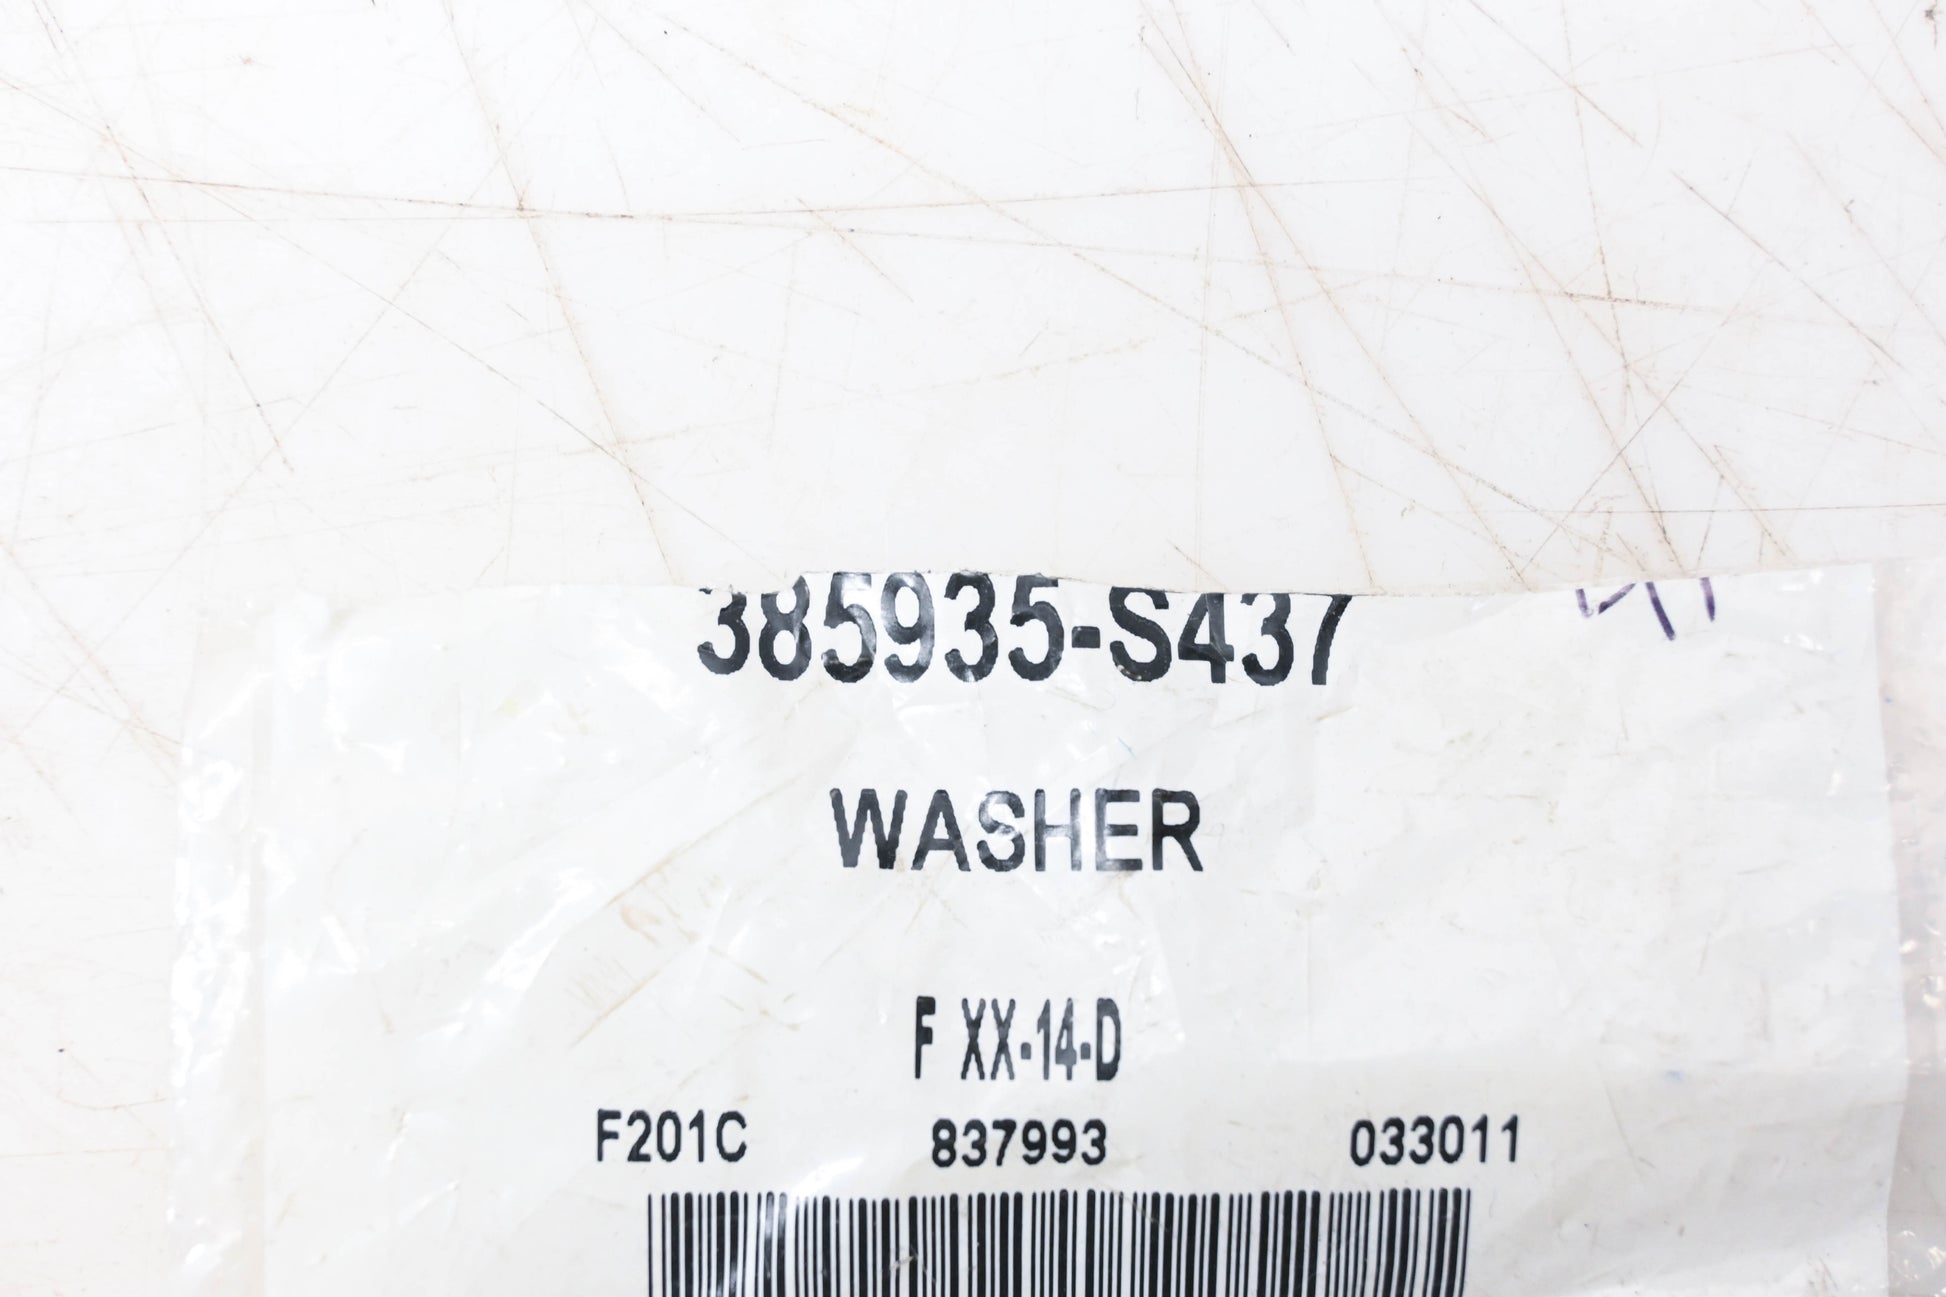 385935-S437
WASHER
F XX-14-D
F201C 837993 033011